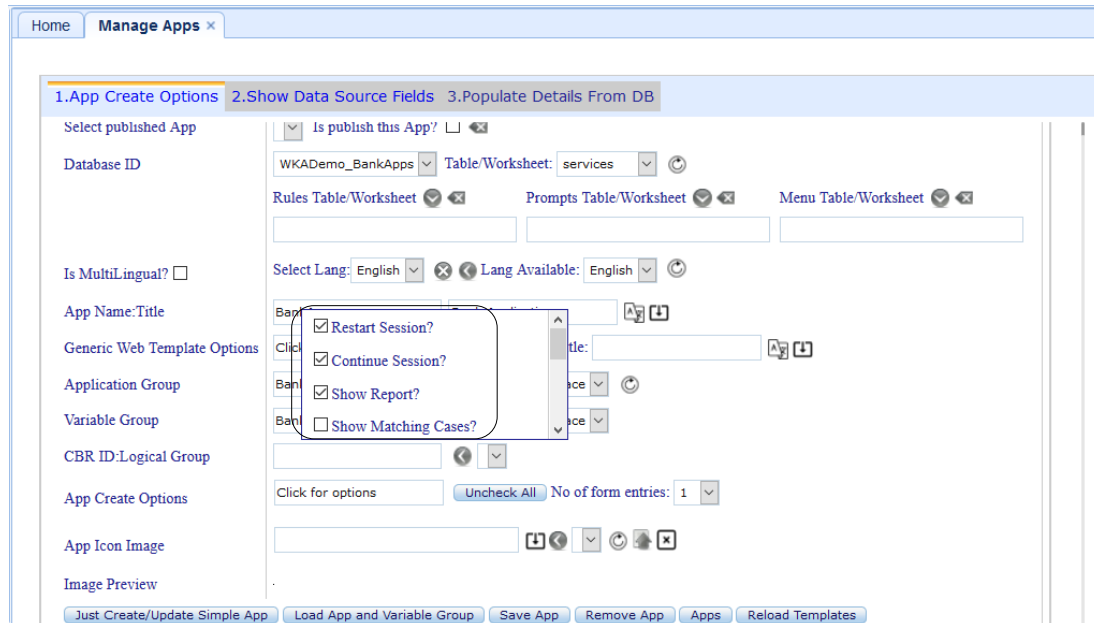 Home Manage Apps ×
1.App Create Options 2.Show Data Source Fields 3.Populate Details From DB
Select published App Is publish this App?
Database ID WKADemo_BankApps Table/Worksheet: services
Rules Table/Worksheet Prompts Table/Worksheet Menu Table/Worksheet
Is MultiLingual? Select Lang: English Lang Available: English
App Name:Title
Restart Session?
Generic Web Template Options
Continue Session?
Application Group
Show Report?
Variable Group
Show Matching Cases?
CBR ID:Logical Group
App Create Options Click for options Uncheck All No of form entries: 1
App Icon Image
Image Preview
Just Create/Update Simple App Load App and Variable Group Save App Remove App Apps Reload Templates